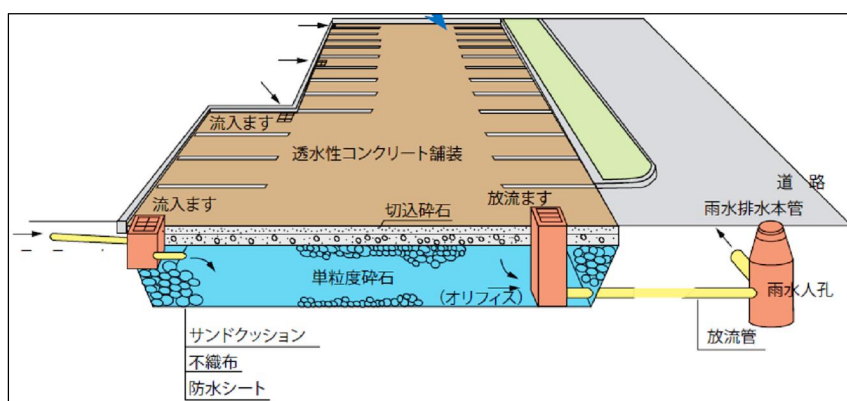 流入ます
透水性コンクリート舗装
道 路
流入ます
放流ます
切込砕石
雨水排水本管
単粒度砕石
(オリフィス)
雨水人孔
サンドクッション
不織布
防水シート
放流管